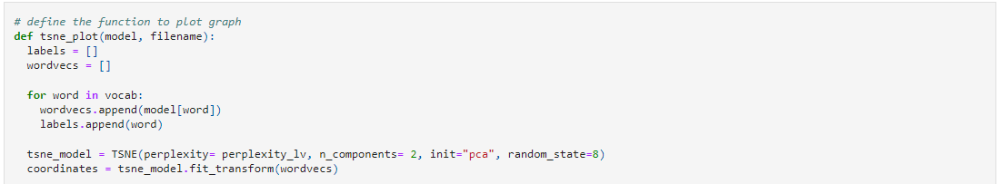 # define the function to plot graph
def tsne_plot(model, filename):
  labels = []
  wordvecs = []

  for word in vocab:
    wordvecs.append(model[word])
    labels.append(word)

  tsne_model = TSNE(perplexity= perplexity_lv, n_components= 2, init="pca", random_state=8)
  coordinates = tsne_model.fit_transform(wordvecs)